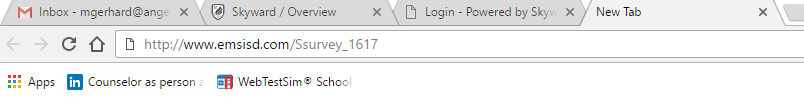 Inbox - mgerhard@ange
Skyward / Overview
Login - Powered by Skyw
New Tab
http://www.emsisd.com/Ssurvey_1617
Apps
Counselor as person a
WebTestSim® School